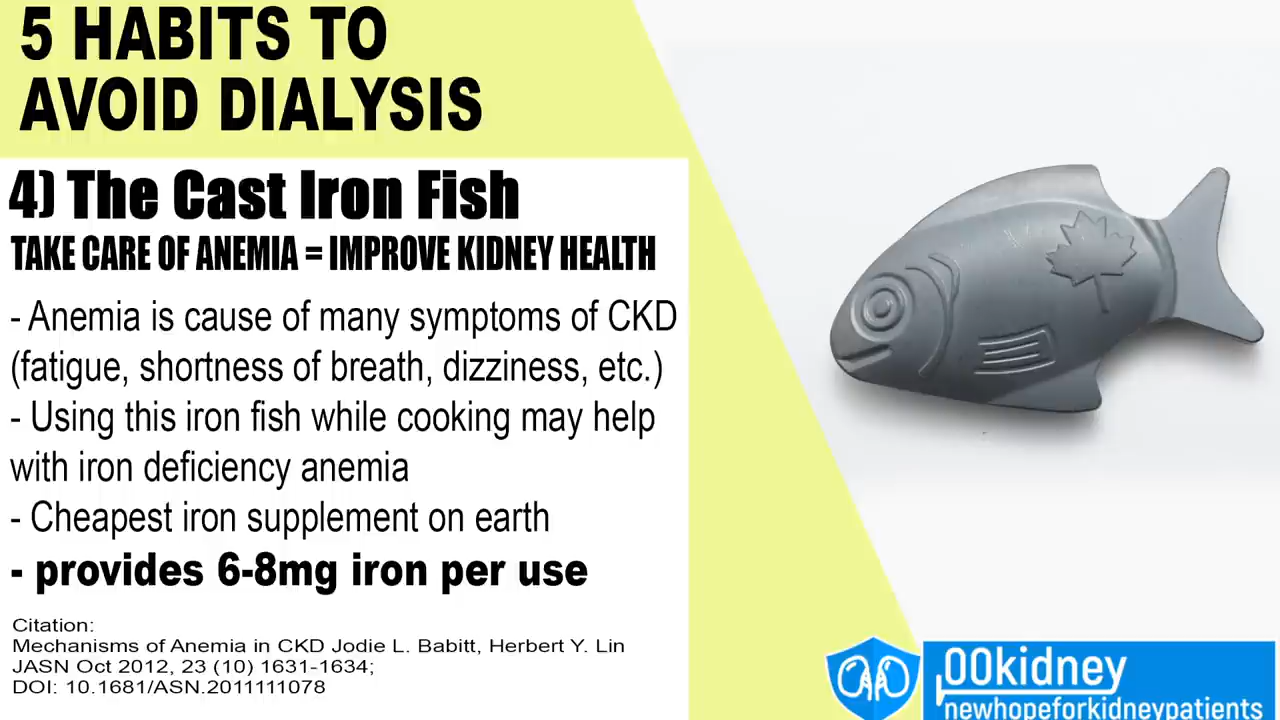 5 HABITS TO
AVOID DIALYSIS
4) The Cast Iron Fish
TAKE CARE OF ANEMIA = IMPROVE KIDNEY HEALTH
- Anemia is cause of many symptoms of CKD
(fatigue, shortness of breath, dizziness, etc.)
- Using this iron fish while cooking may help
with iron deficiency anemia
- Cheapest iron supplement on earth
- provides 6-8mg iron per use
Citation:
Mechanisms of Anemia in CKD Jodie L. Babitt, Herbert Y. Lin
JASN Oct 2012, 23 (10) 1631-1634;
DOI: 10.1681/ASN.2011111078
00kidney
newhopeforkidneypatients